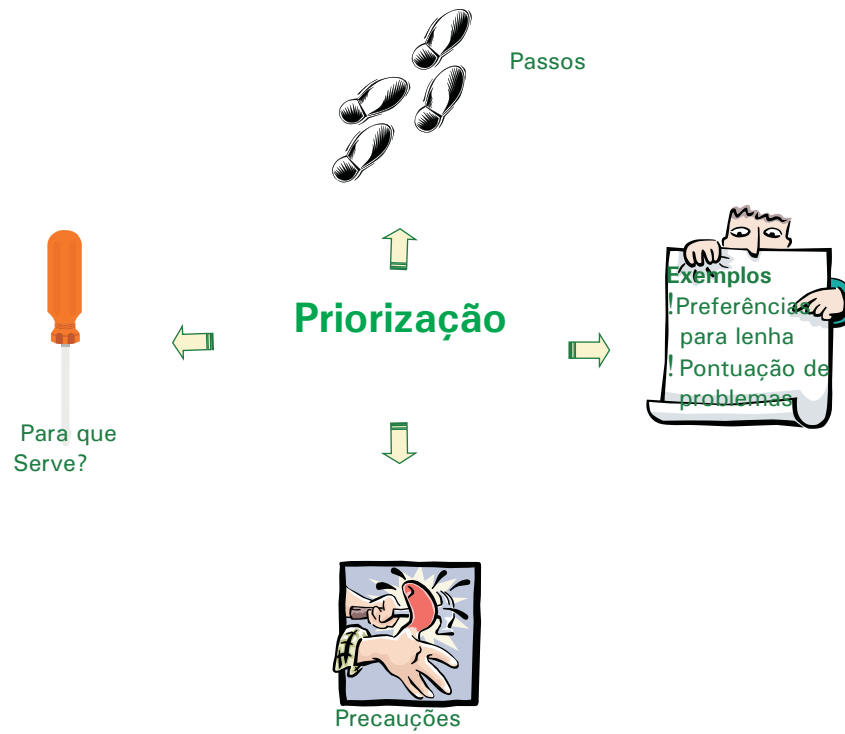 Passos
Exemplos
!Preferências
para lenha
! Pontuação de
problemas
Priorização
Para que
Serve?
Precauções